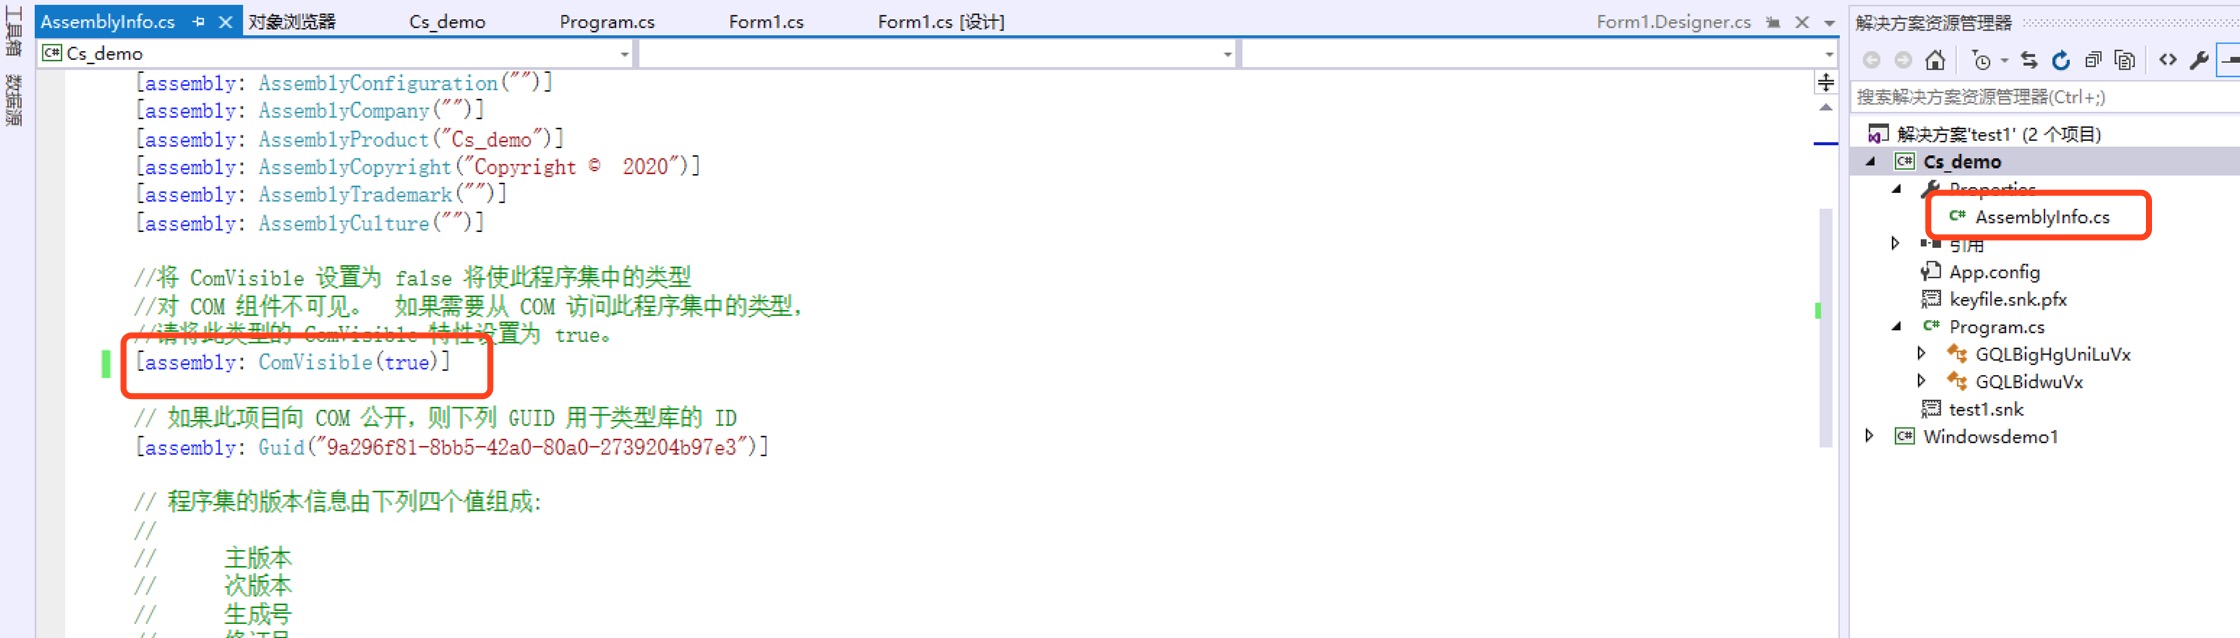 工具箱
数据源
AssemblyInfo.cs
对象浏览器
Cs_demo
Program.cs
Form1.cs
Form1.cs [设计]
Form1.Designer.cs
C# Cs_demo
[assembly: AssemblyConfiguration("")]
[assembly: AssemblyCompany("")]
[assembly: AssemblyProduct("Cs_demo")]
[assembly: AssemblyCopyright("Copyright ©  2020")]
[assembly: AssemblyTrademark("")]
[assembly: AssemblyCulture("")]
//将 ComVisible 设置为 false 将使此程序集中的类型
//对 COM 组件不可见。  如果需要从 COM 访问此程序集中的类型，
//请将此类型的 ComVisible 特性设置为 true。
[assembly: ComVisible(true)]
// 如果此项目向 COM 公开，则下列 GUID 用于类型库的 ID
[assembly: Guid("9a296f81-8bb5-42a0-80a0-2739204b97e3")]
// 程序集的版本信息由下列四个值组成:
//
//      主版本
//      次版本
//      生成号
//      修订号
解决方案资源管理器
搜索解决方案资源管理器(Ctrl+;)
解决方案'test1' (2 个项目)
C# Cs_demo
Properties
C# AssemblyInfo.cs
引用
App.config
keyfile.snk.pfx
C# Program.cs
GQLBigHgUniLuVx
GQLBidwuVx
test1.snk
C# Windowsdemo1